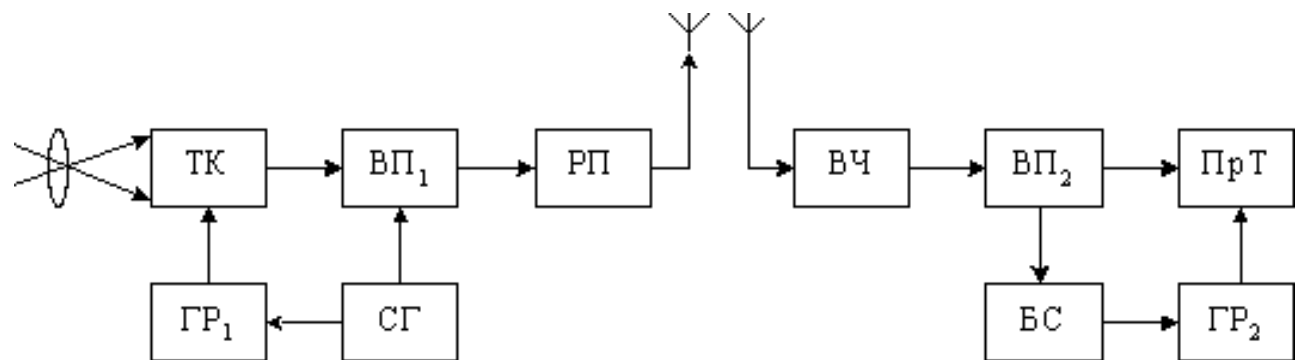 ТК ВП₁ РП ВЧ ВП₂ ПрТ
ГР₁ СГ БС ГР₂